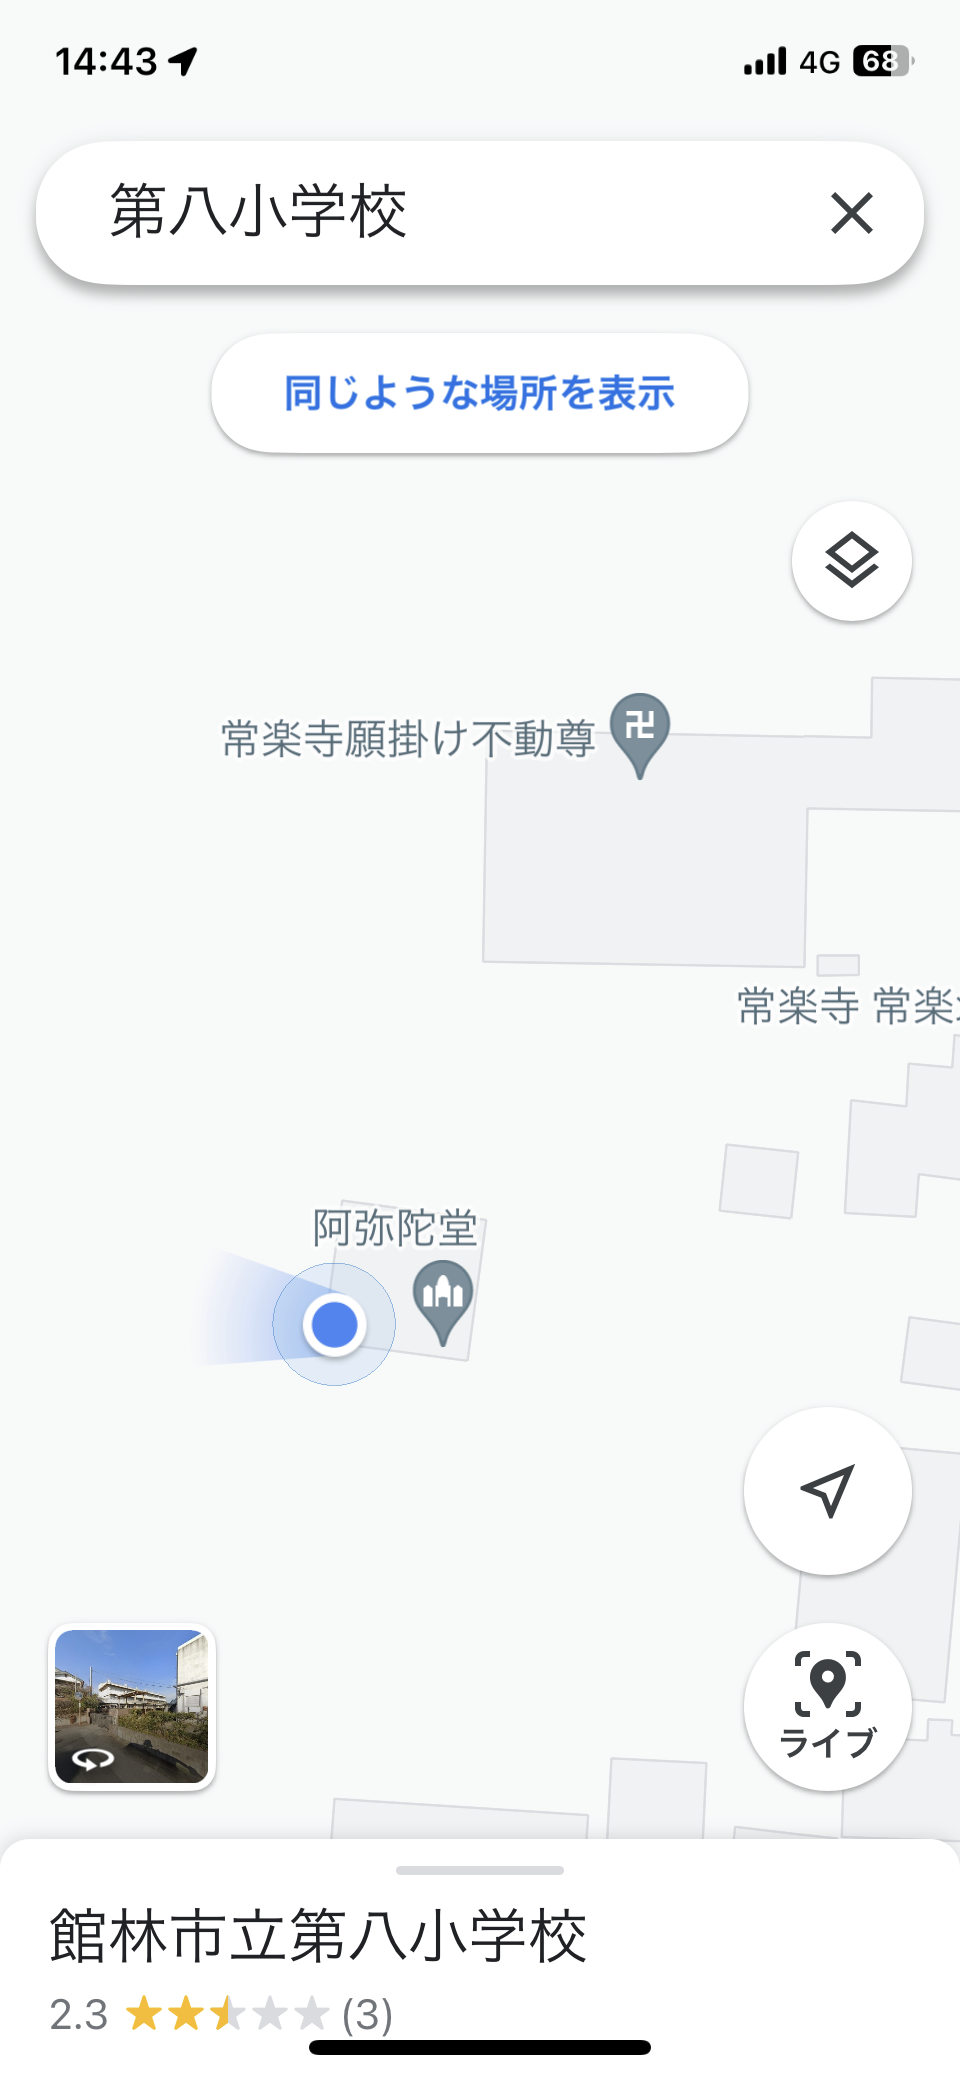 14:43
4G 68
第八小学校
同じような場所を表示
常楽寺願掛け不動尊
常楽寺 常楽
阿弥陀堂
ライブ
館林市立第八小学校
2.3 (3)